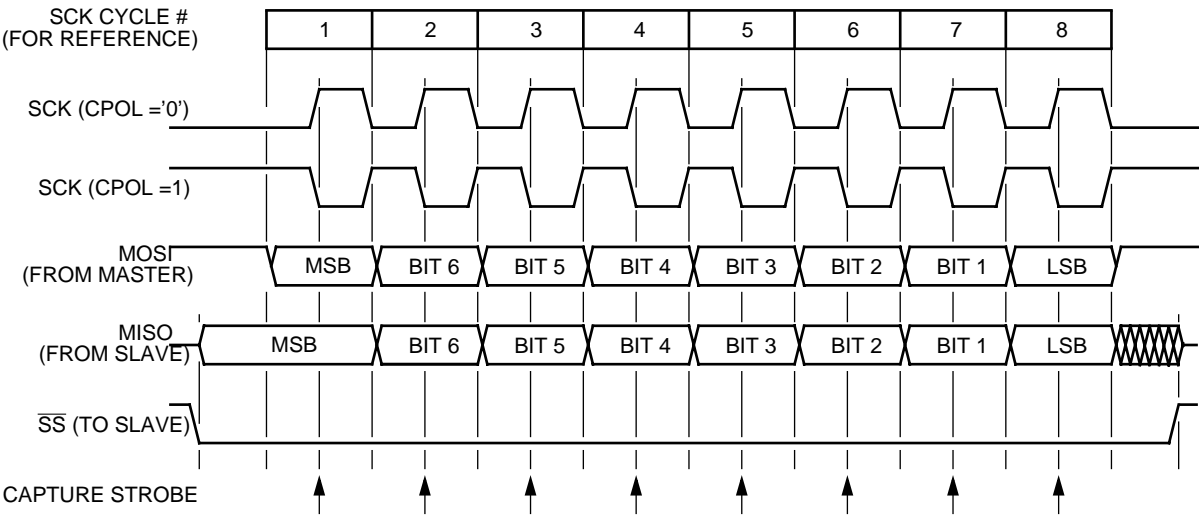 SCK CYCLE #
(FOR REFERENCE)
1 2 3 4 5 6 7 8
SCK (CPOL ='0')
SCK (CPOL =1)
MOSI
(FROM MASTER)
MSB BIT 6 BIT 5 BIT 4 BIT 3 BIT 2 BIT 1 LSB
MISO
(FROM SLAVE)
MSB BIT 6 BIT 5 BIT 4 BIT 3 BIT 2 BIT 1 LSB
SS (TO SLAVE)
CAPTURE STROBE